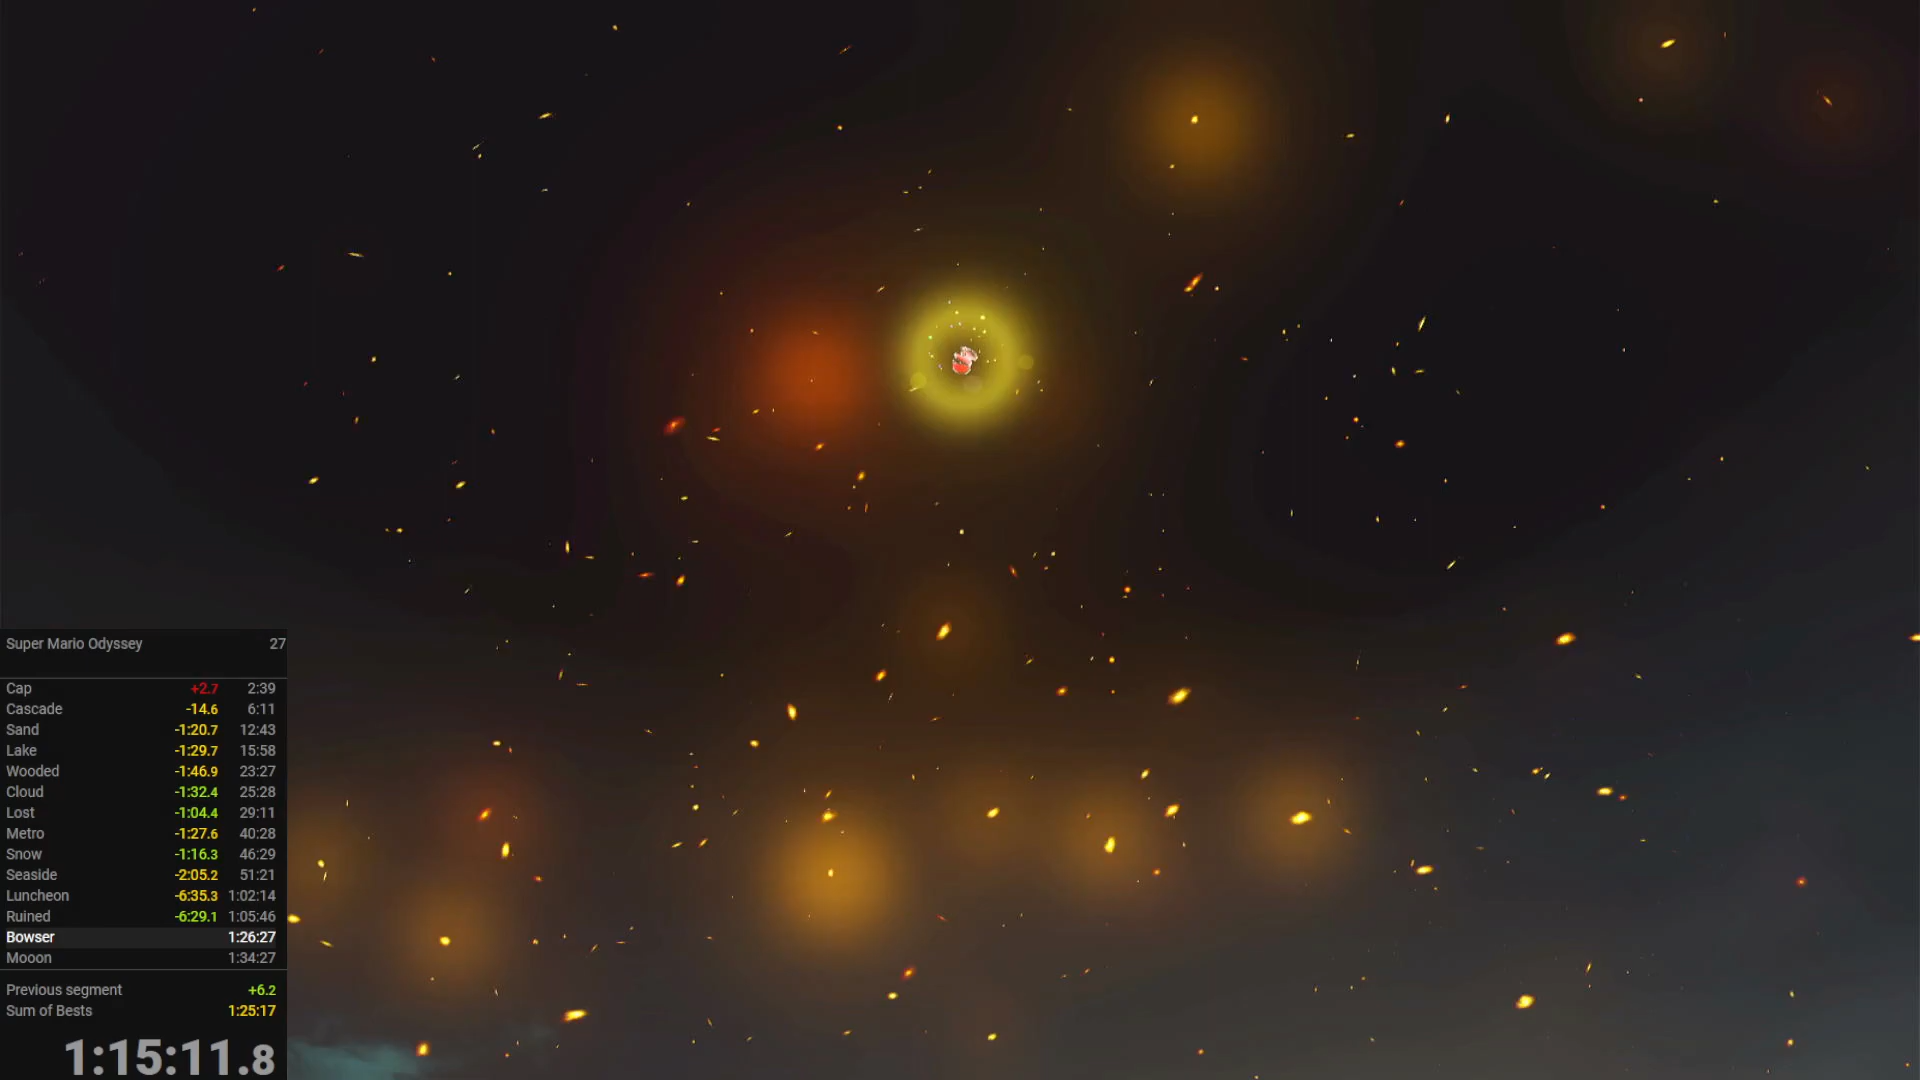 Super Mario Odyssey 27
Cap +2.7 2:39
Cascade -14.6 6:11
Sand -1:20.7 12:43
Lake -1:29.7 15:58
Wooded -1:46.9 23:27
Cloud -1:32.4 25:28
Lost -1:04.4 29:11
Metro -1:27.6 40:28
Snow -1:16.3 46:29
Seaside -2:05.2 51:21
Luncheon -6:35.3 1:02:14
Ruined -6:29.1 1:05:46
Bowser 1:26:27
Mooon 1:34:27
Previous segment +6.2
Sum of Bests 1:25:17
1:15:11.8